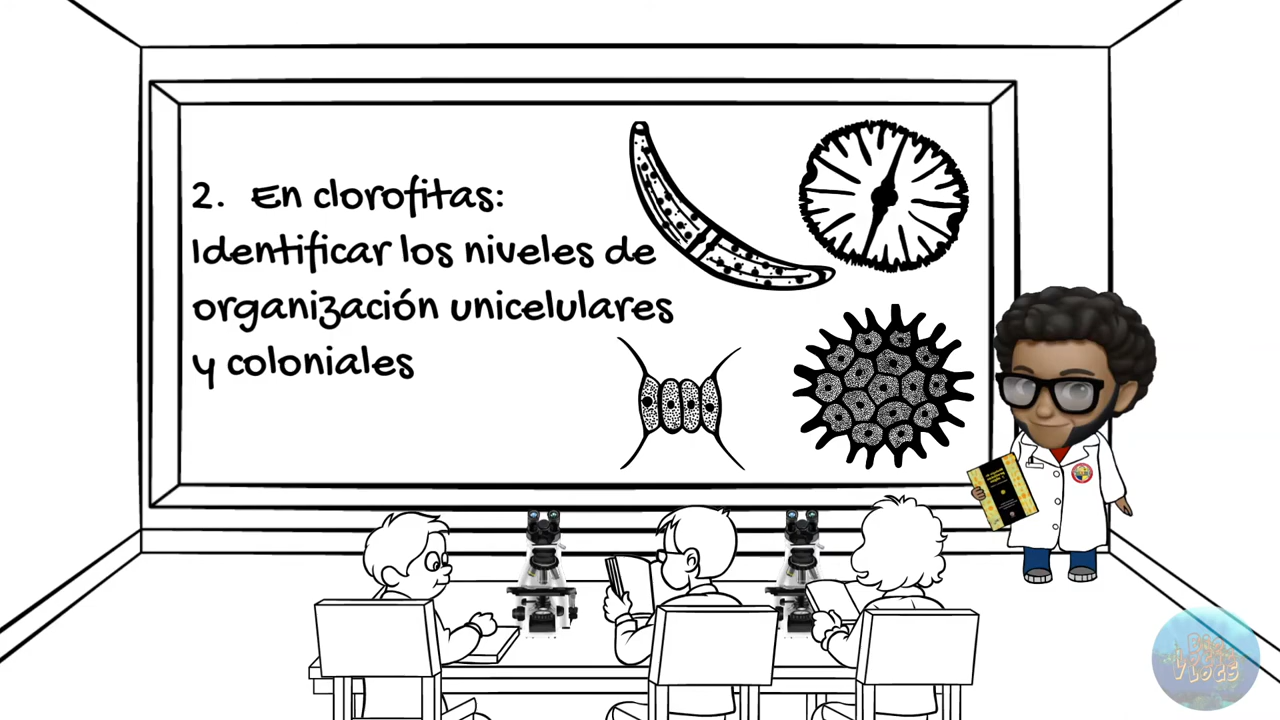 2. En clorofitas:
Identificar los niveles de
organización unicelulares
y coloniales